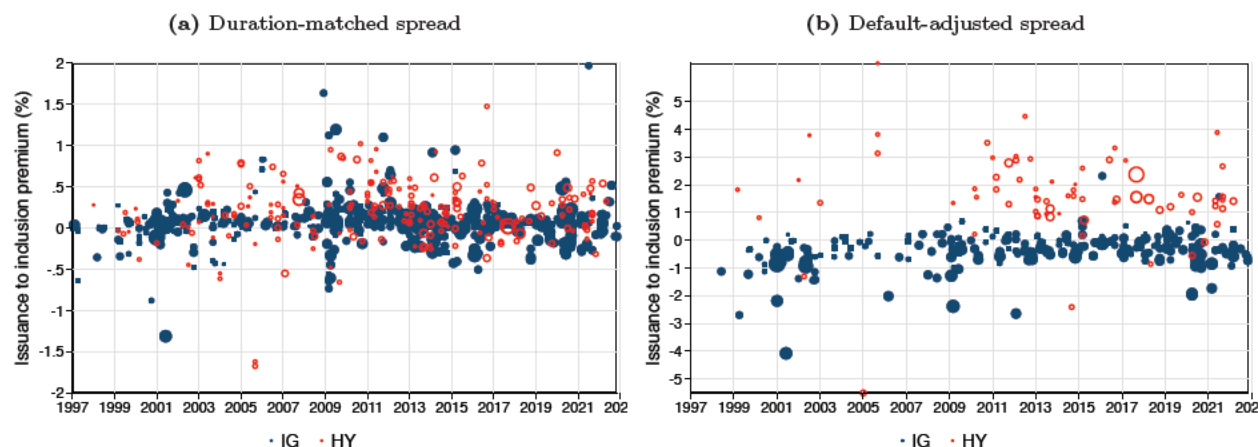 (a) Duration-matched spread
Issuance to inclusion premium (%)
2
1.5
1
.5
0
-.5
-1
-1.5
-2
1997 1999 2001 2003 2005 2007 2009 2011 2013 2015 2017 2019 2021 202
IG HY
(b) Default-adjusted spread
Issuance to inclusion premium (%)
5
4
3
2
1
0
-1
-2
-3
-4
-5
1997 1999 2001 2003 2005 2007 2009 2011 2013 2015 2017 2019 2021 202
IG HY